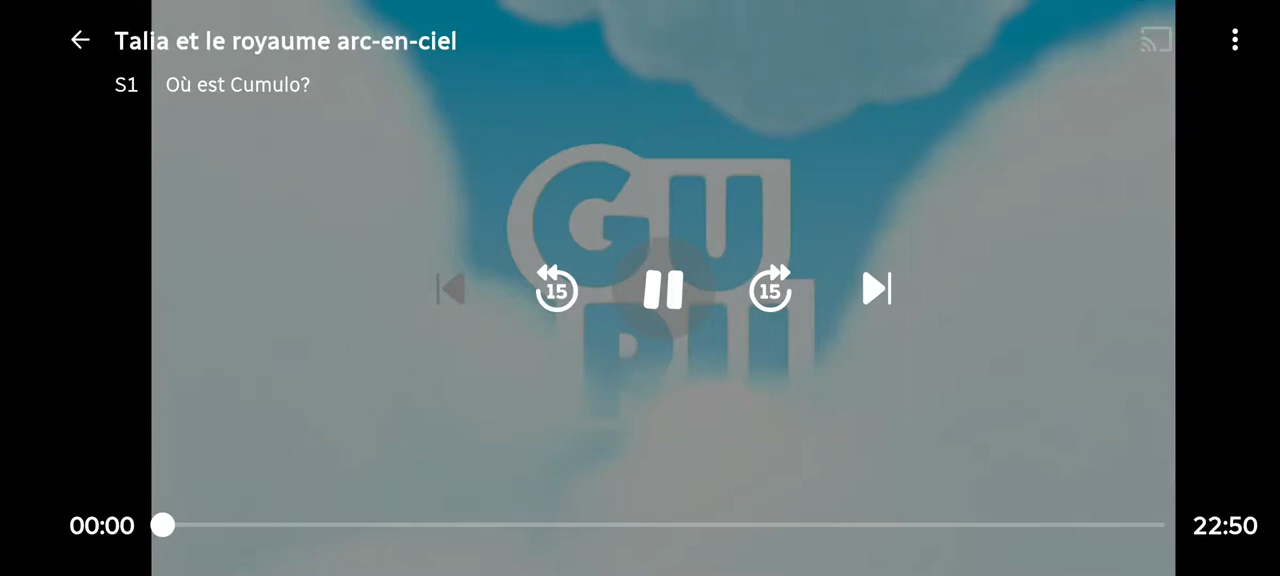 Talia et le royaume arc-en-ciel
S1 Où est Cumulo?
GU
15
15
00:00
22:50